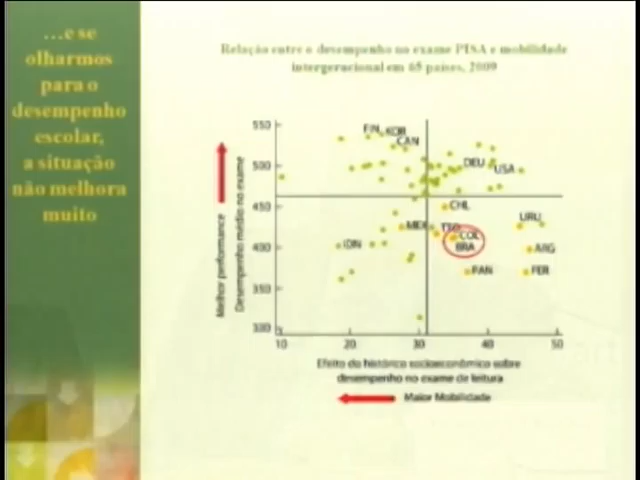 ...e se
olharmos
para o
desempenho
escolar,
a situação
não melhora
muito
Relação entre o desempenho no exame PISA e mobilidade
intergeracional em 65 países, 2009
Melhor performance
Desempenho médio no exame
550
500
450
400
350
300
FIN KOR
CAN
DEU USA
CHL
MEX
URU
COL
BRA
IDN
ARG
PAN
PER
10 20 30 40 50
Efeito do histórico socioeconômico sobre
desempenho no exame de leitura
Maior Mobilidade